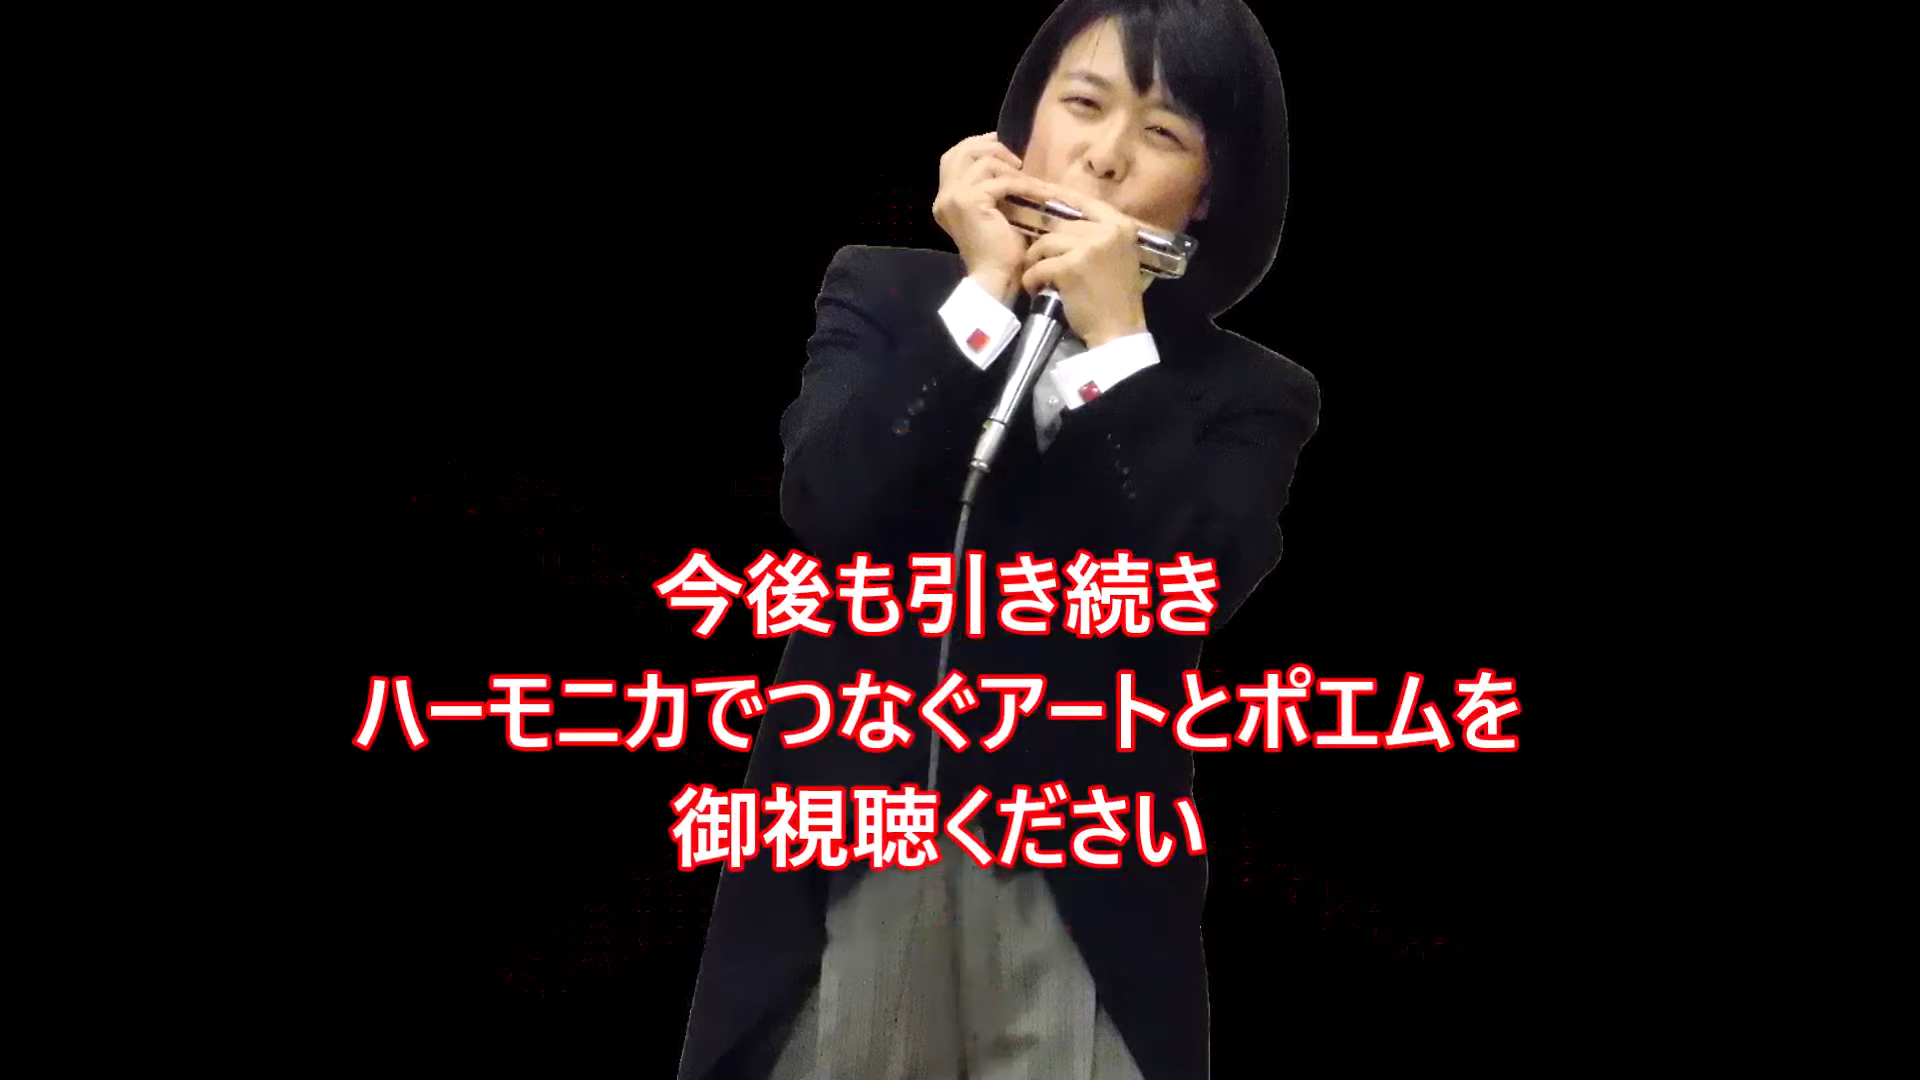 今後も引き続き
ハーモニカでつなぐアートとポエムを
御視聴ください